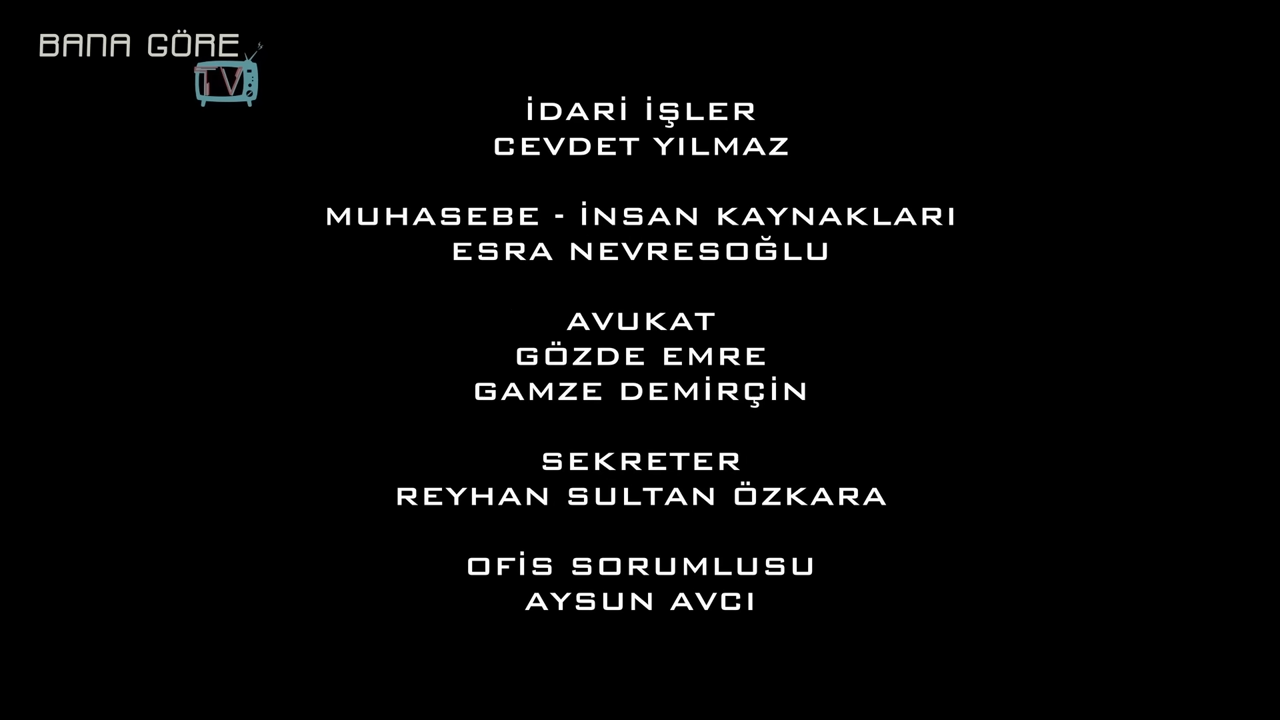 BANA GÖRE
TV
İDARİ İŞLER
CEVDET YILMAZ
MUHASEBE - İNSAN KAYNAKLARI
ESRA NEVRESOĞLU
AVUKAT
GÖZDE EMRE
GAMZE DEMİRÇİN
SEKRETER
REYHAN SULTAN ÖZKARA
OFİS SORUMLUSU
AYSUN AVCI